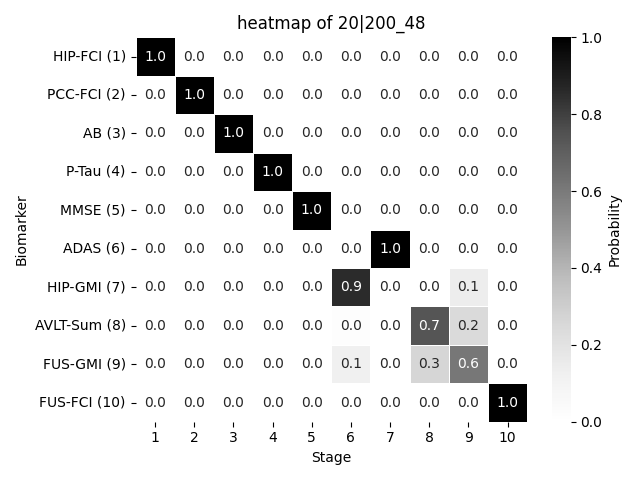 heatmap of 20|200_48
HIP-FCI (1) 1.0 0.0 0.0 0.0 0.0 0.0 0.0 0.0 0.0 0.0
PCC-FCI (2) 0.0 1.0 0.0 0.0 0.0 0.0 0.0 0.0 0.0 0.0
AB (3) 0.0 0.0 1.0 0.0 0.0 0.0 0.0 0.0 0.0 0.0
P-Tau (4) 0.0 0.0 0.0 1.0 0.0 0.0 0.0 0.0 0.0 0.0
MMSE (5) 0.0 0.0 0.0 0.0 1.0 0.0 0.0 0.0 0.0 0.0
ADAS (6) 0.0 0.0 0.0 0.0 0.0 0.0 1.0 0.0 0.0 0.0
HIP-GMI (7) 0.0 0.0 0.0 0.0 0.0 0.9 0.0 0.0 0.1 0.0
AVLT-Sum (8) 0.0 0.0 0.0 0.0 0.0 0.0 0.0 0.7 0.2 0.0
FUS-GMI (9) 0.0 0.0 0.0 0.0 0.0 0.1 0.0 0.3 0.6 0.0
FUS-FCI (10) 0.0 0.0 0.0 0.0 0.0 0.0 0.0 0.0 0.0 1.0
1 2 3 4 5 6 7 8 9 10
Stage
Biomarker
1.0
0.8
0.6
0.4
0.2
0.0
Probability